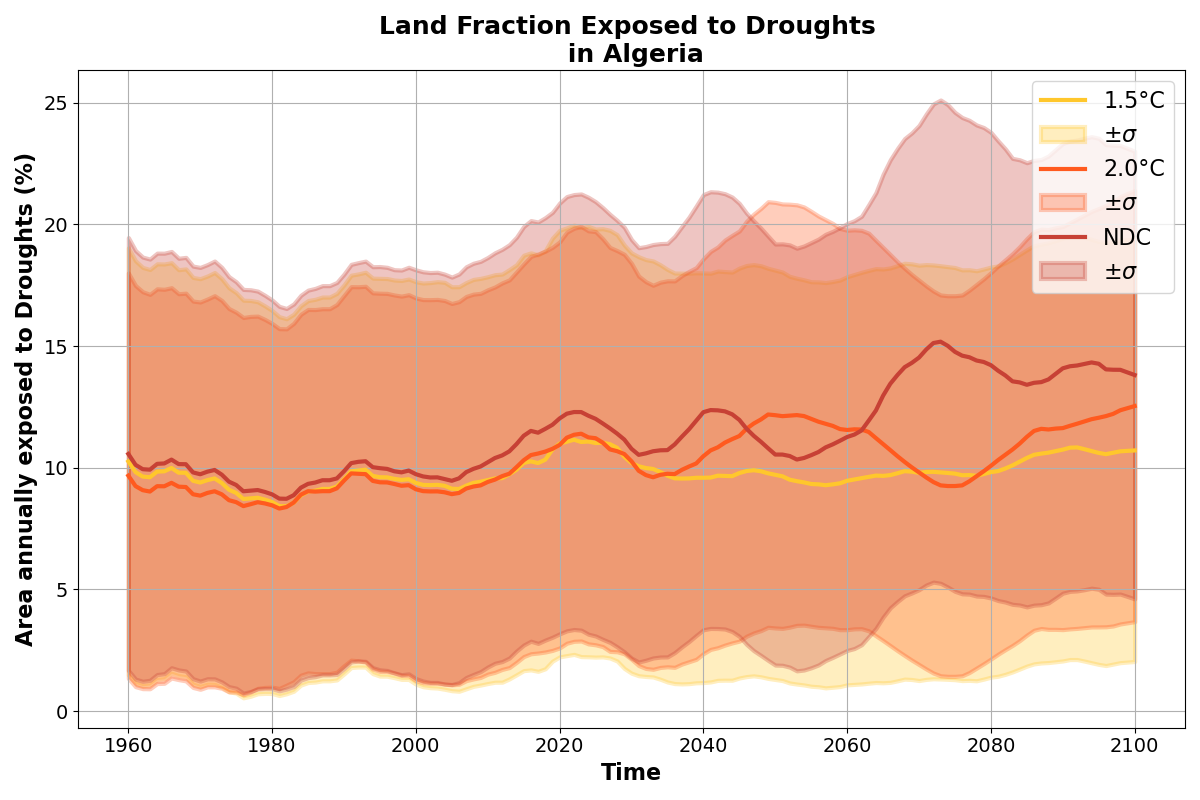 Land Fraction Exposed to Droughts
in Algeria
Area annually exposed to Droughts (%)
25
20
15
10
5
0
1.5°C
±σ
2.0°C
±σ
NDC
±σ
1960 1980 2000 2020 2040 2060 2080 2100
Time